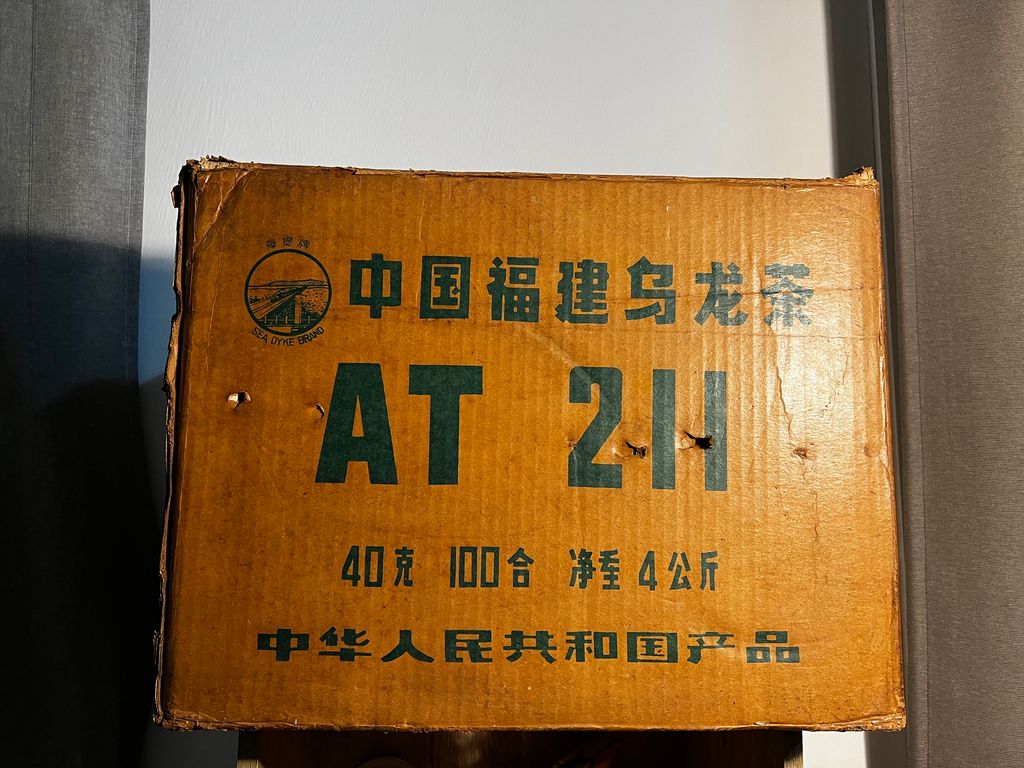 海堤牌
SEA DYKE BRAND
中国福建乌龙茶
AT 211
40克 100合 净重 4公斤
中华人民共和国产品